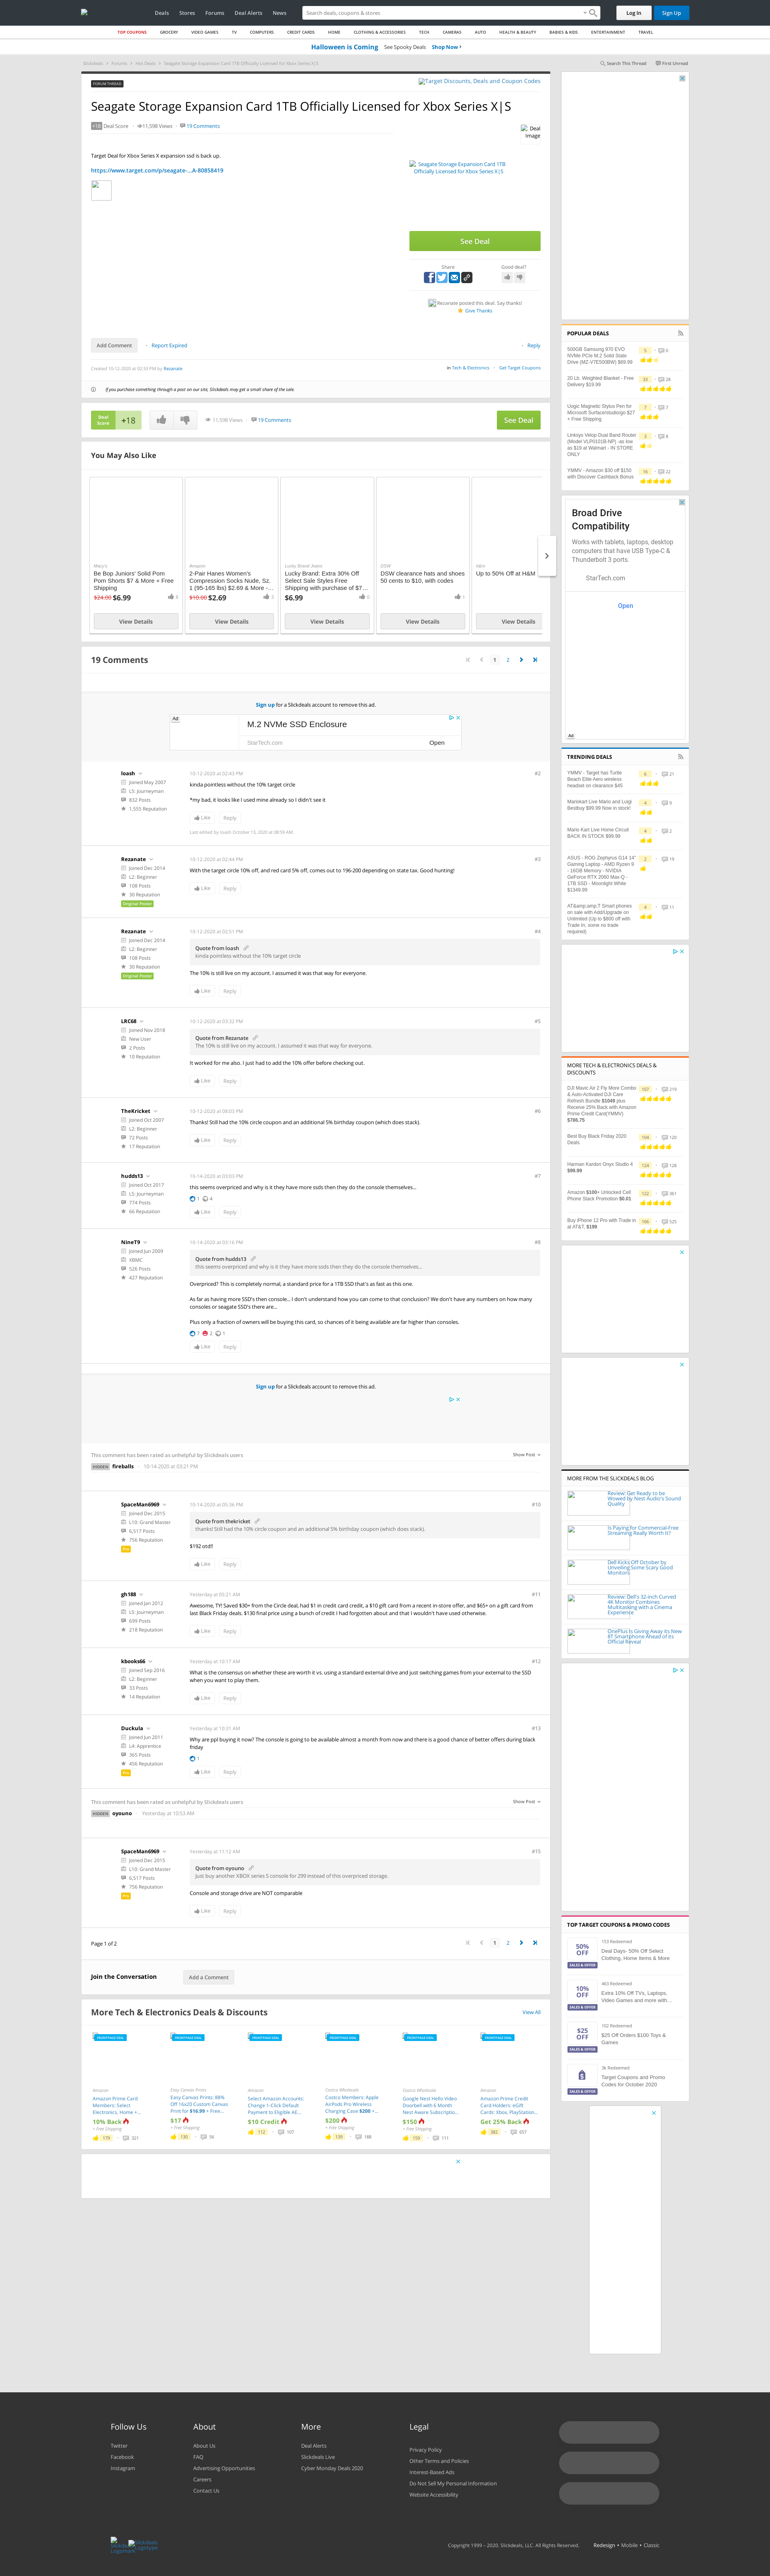 Deals Stores Forums Deal Alerts News
Search deals, coupons & stores
Log In Sign Up
TOP COUPONS GROCERY VIDEO GAMES TV COMPUTERS CREDIT CARDS HOME CLOTHING & ACCESSORIES TECH CAMERAS AUTO HEALTH & BEAUTY BABIES & KIDS ENTERTAINMENT TRAVEL
Halloween is Coming See Spooky Deals Shop Now ›
Slickdeals > Forums > Hot Deals > Seagate Storage Expansion Card 1TB Officially Licensed for Xbox Series X|S
Search This Thread First Unread
FORUM THREAD
Target Discounts, Deals and Coupon Codes
Seagate Storage Expansion Card 1TB Officially Licensed for Xbox Series X|S
+18 Deal Score 11,598 Views 19 Comments
Deal
Image
Target Deal for Xbox Series X expansion ssd is back up.
https://www.target.com/p/seagate-...A-80858419
Seagate Storage Expansion Card 1TB
Officially Licensed for Xbox Series X|S
See Deal
Share Good deal?
Rezanate posted this deal. Say thanks!
Give Thanks
Add Comment Report Expired Reply
Created 10-12-2020 at 02:33 PM by Rezanate
in Tech & Electronics Get Target Coupons
If you purchase something through a post on our site, Slickdeals may get a small share of the sale.
Deal
Score
+18
11,598 Views 19 Comments
See Deal
You May Also Like
Macy's
Be Bop Juniors' Solid Pom
Pom Shorts $7 & More + Free
Shipping
$24.00 $6.99
View Details
Amazon
2-Pair Hanes Women's
Compression Socks Nude, Sz.
1 (95-165 lbs) $2.69 & More -...
$10.00 $2.69
3
View Details
Lucky Brand Jeans
Lucky Brand: Extra 30% Off
Select Sale Styles Free
Shipping with purchase of $7...
$6.99
0
View Details
DSW
DSW clearance hats and shoes
50 cents to $10, with codes
1
View Details
H&M
Up to 50% Off at H&M
View Details
19 Comments
1 2
Sign up for a Slickdeals account to remove this ad.
Ad
M.2 NVMe SSD Enclosure
StarTech.com Open
loash
Joined May 2007
L5: Journeyman
832 Posts
1,555 Reputation
10-12-2020 at 02:43 PM #2
kinda pointless without the 10% target circle
*my bad, it looks like I used mine already so I didn't see it
Like Reply
Last edited by loash October 13, 2020 at 08:59 AM.
Rezanate
Joined Dec 2014
L2: Beginner
108 Posts
30 Reputation
Original Poster
10-12-2020 at 02:44 PM #3
With the target circle 10% off, and red card 5% off, comes out to 196-200 depending on state tax. Good hunting!
Like Reply
Rezanate
Joined Dec 2014
L2: Beginner
108 Posts
30 Reputation
Original Poster
10-12-2020 at 02:51 PM #4
Quote from loash
kinda pointless without the 10% target circle
The 10% is still live on my account. I assumed it was that way for everyone.
Like Reply
LRC68
Joined Nov 2018
New User
2 Posts
10 Reputation
10-12-2020 at 03:32 PM #5
Quote from Rezanate
The 10% is still live on my account. I assumed it was that way for everyone.
It worked for me also. I just had to add the 10% offer before checking out.
Like Reply
TheKricket
Joined Oct 2007
L2: Beginner
72 Posts
17 Reputation
10-12-2020 at 08:03 PM #6
Thanks! Still had the 10% circle coupon and an additional 5% birthday coupon (which does stack).
Like Reply
hudds13
Joined Oct 2017
L5: Journeyman
774 Posts
66 Reputation
10-14-2020 at 03:03 PM #7
this seems overpriced and why is it they have more ssds then they do the console themselves...
1 4
Like Reply
NineT9
Joined Jun 2009
XBMC
526 Posts
427 Reputation
10-14-2020 at 03:16 PM #8
Quote from hudds13
this seems overpriced and why is it they have more ssds then they do the console themselves...
Overpriced? This is completely normal; a standard price for a 1TB SSD that's as fast as this one.
As far as having more SSD's then console... I don't understand how you can come to that conclusion? We don't have any numbers on how many
consoles or seagate SSD's there are...
Plus only a fraction of owners will be buying this card, so chances of it being available are far higher than consoles.
7 2 1
Like Reply
Sign up for a Slickdeals account to remove this ad.
This comment has been rated as unhelpful by Slickdeals users Show Post
HIDDEN fireballs 10-14-2020 at 03:21 PM
SpaceMan6969
Joined Dec 2015
L10: Grand Master
6,517 Posts
756 Reputation
Pro
10-14-2020 at 05:36 PM #10
Quote from thekricket
thanks! Still had the 10% circle coupon and an additional 5% birthday coupon (which does stack).
$192 otd!!
Like Reply
gh188
Joined Jan 2012
L5: Journeyman
699 Posts
218 Reputation
Yesterday at 05:21 AM #11
Awesome, TY! Saved $30+ from the Circle deal, had $1 in credit card credit, a $10 gift card from a prem target in-store offer, and $65+ on a gift card from
last Black Friday deals. $130 final price using a bunch of credit I had forgotten about and that I wouldn't have used otherwise.
Like Reply
kbooks66
Joined Sep 2016
L2: Beginner
33 Posts
14 Reputation
Yesterday at 10:17 AM #12
What is the consensus on whether these are worth it vs. using a standard external drive and just switching games from your external to the SSD
when you want to play them.
Like Reply
Duckula
Joined Jun 2011
L4: Apprentice
365 Posts
456 Reputation
Pro
Yesterday at 10:31 AM #13
Why are ppl buying it now? The console is going to be available almost a month from now and there is a good chance of better offers during black
friday
1
Like Reply
This comment has been rated as unhelpful by Slickdeals users Show Post
HIDDEN oyouno Yesterday at 10:53 AM
SpaceMan6969
Joined Dec 2015
L10: Grand Master
6,517 Posts
756 Reputation
Pro
Yesterday at 11:12 AM #15
Quote from oyouno
Just buy another XBOX series S console for 299 instead of this overpriced storage.
Console and storage drive are NOT comparable
Like Reply
Page 1 of 2 1 2
Join the Conversation Add a Comment
More Tech & Electronics Deals & Discounts View All
FRONTPAGE DEAL
Amazon
Amazon Prime Card
Members: Select
Electronics, Home +...
10% Back
+ Free Shipping
179 321
FRONTPAGE DEAL
Easy Canvas Prints
Easy Canvas Prints: 88%
Off 16x20 Custom Canvas
Print for $16.99 + Free...
$17
+ Free Shipping
130 56
FRONTPAGE DEAL
Amazon
Select Amazon Accounts:
Change 1-Click Default
Payment to Eligible AE...
$10 Credit
112 107
FRONTPAGE DEAL
Costco Wholesale
Costco Members: Apple
AirPods Pro Wireless
Charging Case $200 +...
$200
+ Free Shipping
139 188
FRONTPAGE DEAL
Costco Wholesale
Google Nest Hello Video
Doorbell with 6 Month
Nest Aware Subscriptio...
$150
+ Free Shipping
159 111
FRONTPAGE DEAL
Amazon
Amazon Prime Credit
Card Holders: eGift
Cards: Xbox, PlayStation...
Get 25% Back
383 657
POPULAR DEALS
500GB Samsung 970 EVO
NVMe PCIe M.2 Solid State
Drive (MZ-V7E500BW) $89.99
5 0
20 Lb. Weighted Blanket - Free
Delivery $19.99
33 28
Uogic Magnetic Stylus Pen for
Microsoft Surface/studio/go $27
+ Free Shipping
7 7
Linksys Velop Dual Band Router
(Model VLP0101B-NP) -as low
as $19 at Walmart - IN STORE
ONLY
3 8
YMMV - Amazon $30 off $150
with Discover Cashback Bonus
16 22
Broad Drive
Compatibility
Works with tablets, laptops, desktop
computers that have USB Type-C &
Thunderbolt 3 ports
StarTech.com
Open
Ad
TRENDING DEALS
YMMV - Target has Turtle
Beach Elite Aero wireless
headset on clearance $45
6 21
Mariokart Live Mario and Luigi
Bestbuy $99.99 Now in stock!
4 9
Mario Kart Live Home Circuit
BACK IN STOCK $99.99
4 2
ASUS - ROG Zephyrus G14 14"
Gaming Laptop - AMD Ryzen 9
- 16GB Memory - NVIDIA
GeForce RTX 2060 Max-Q -
1TB SSD - Moonlight White
$1349.99
2 19
AT&amp;amp;T Smart phones
on sale with Add/Upgrade on
Unlimited (Up to $800 off with
Trade In, some no trade
required)
4 11
MORE TECH & ELECTRONICS DEALS &
DISCOUNTS
DJI Mavic Air 2 Fly More Combo
& Auto-Activated DJI Care
Refresh Bundle $1049 plus
Receive 25% Back with Amazon
Prime Credit Card(YMMV)
$786.75
107 219
Best Buy Black Friday 2020
Deals
104 120
Harman Kardon Onyx Studio 4
$99.99
124 128
Amazon $100+ Unlocked Cell
Phone Stack Promotion $0.01
122 361
Buy iPhone 12 Pro with Trade in
at AT&T, $199
106 525
MORE FROM THE SLICKDEALS BLOG
Review: Get Ready to be
Wowed by Nest Audio's Sound
Quality
Is Paying for Commercial-Free
Streaming Really Worth It?
Dell Kicks Off October by
Unveiling Some Scary Good
Monitors
Review: Dell's 32-inch Curved
4K Monitor Combines
Multitasking with a Cinema
Experience
OnePlus Is Giving Away its New
8T Smartphone Ahead of its
Official Reveal
TOP TARGET COUPONS & PROMO CODES
50%
OFF
SALES & OFFER
153 Redeemed
Deal Days- 50% Off Select
Clothing, Home Items & More
10%
OFF
SALES & OFFER
463 Redeemed
Extra 10% Off TVs, Laptops,
Video Games and more with...
$25
OFF
SALES & OFFER
102 Redeemed
$25 Off Orders $100 Toys &
Games
SALES & OFFER
3k Redeemed
Target Coupons and Promo
Codes for October 2020
Follow Us
Twitter
Facebook
Instagram
About
About Us
FAQ
Advertising Opportunities
Careers
Contact Us
More
Deal Alerts
Slickdeals Live
Cyber Monday Deals 2020
Legal
Privacy Policy
Other Terms and Policies
Interest-Based Ads
Do Not Sell My Personal Information
Website Accessibility
Slickdeals
Logotype
Copyright 1999 - 2020. Slickdeals, LLC. All Rights Reserved. Redesign • Mobile • Classic